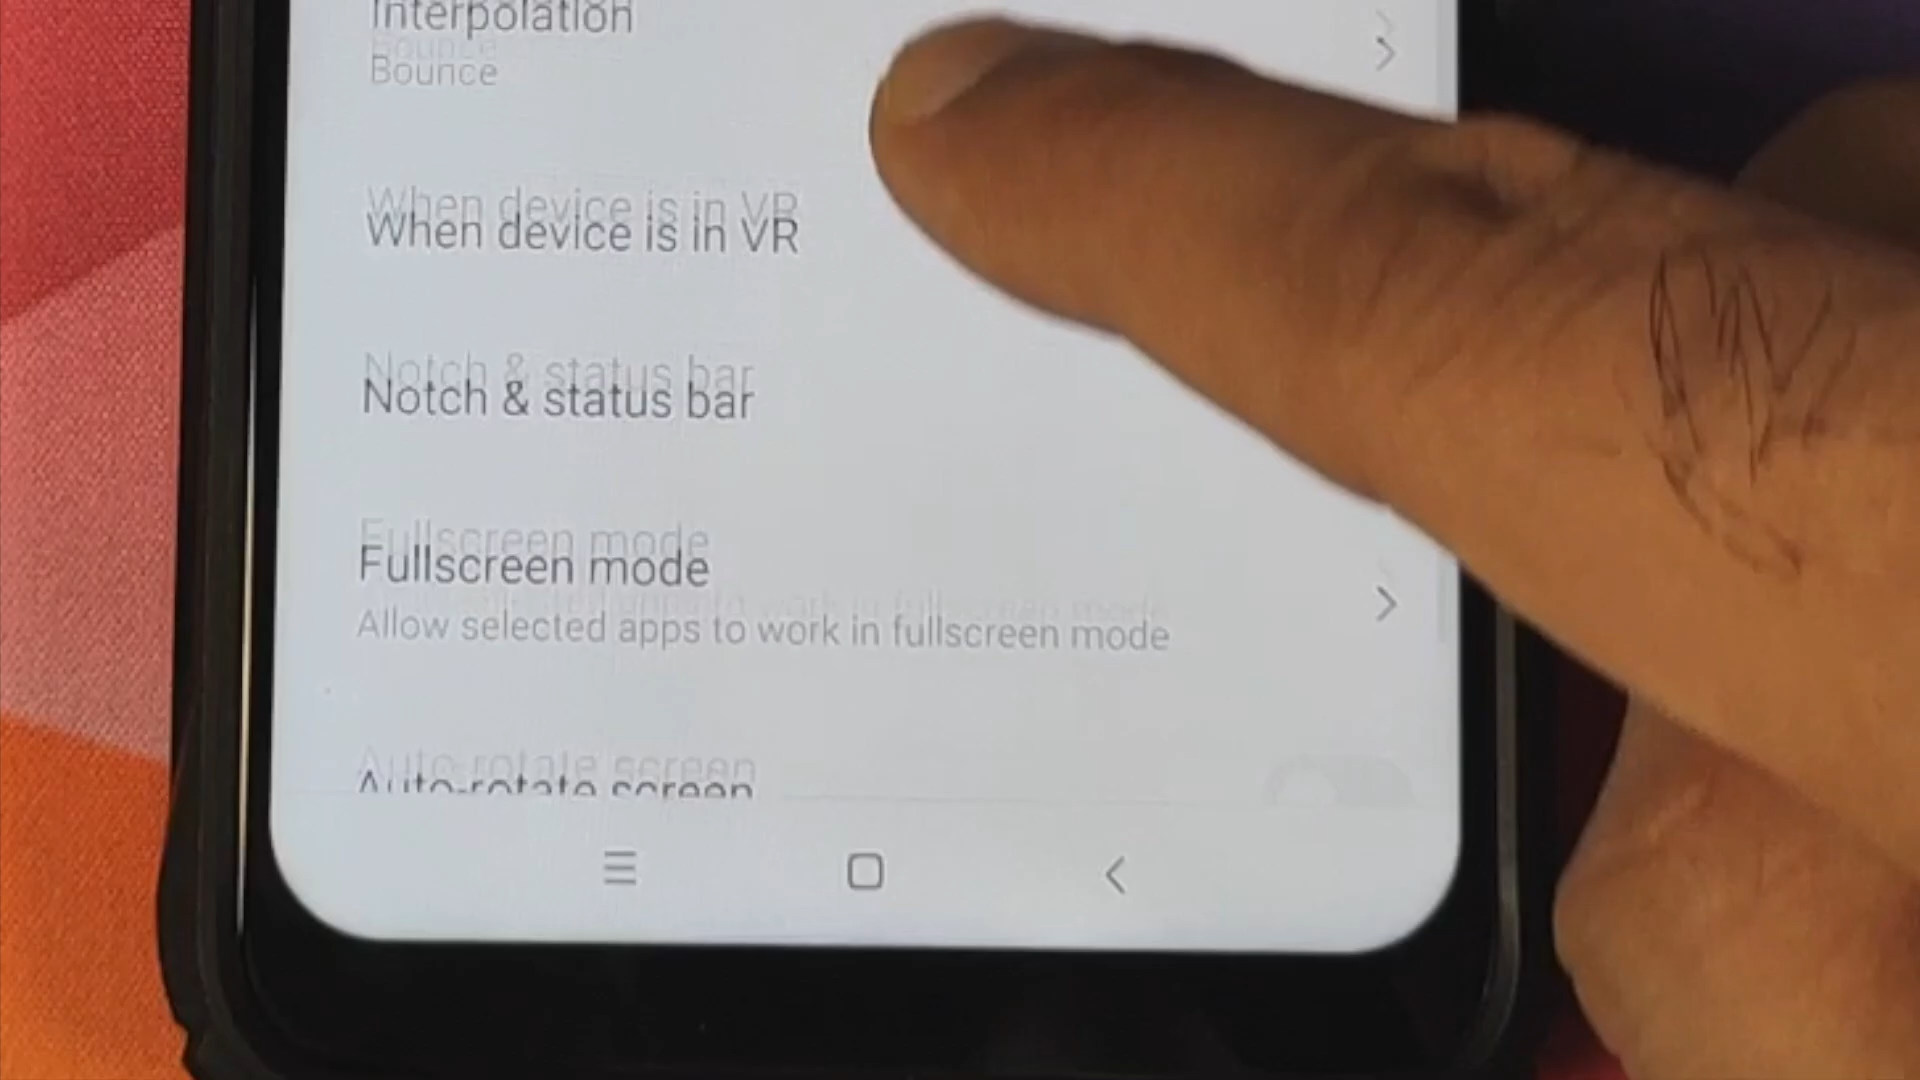 Interpolation
Bounce
When device is in VR
Notch & status bar
Fullscreen mode
Allow selected apps to work in fullscreen mode
Auto-rotate screen